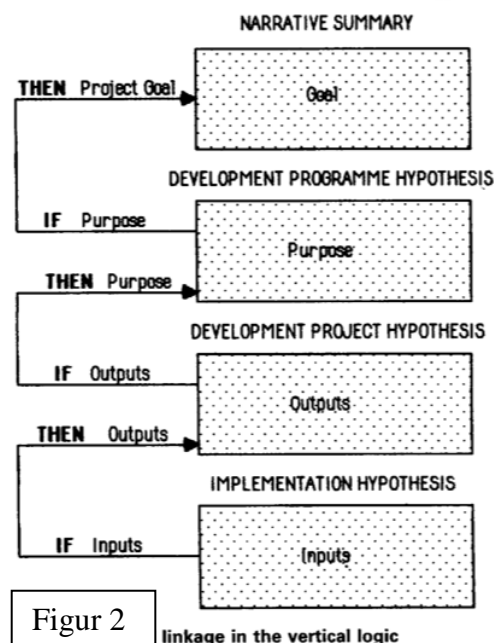 NARRATIVE SUMMARY
THEN Project Goal
Goal
DEVELOPMENT PROGRAMME HYPOTHESIS
IF Purpose
Purpose
THEN Purpose
DEVELOPMENT PROJECT HYPOTHESIS
IF Outputs
Outputs
THEN Outputs
IMPLEMENTATION HYPOTHESIS
IF Inputs
Inputs
Figur 2
linkage in the vertical logic